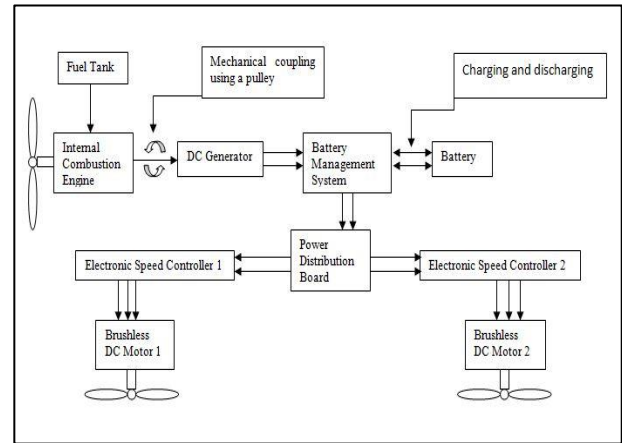 Fuel Tank
Mechanical coupling
using a pulley
Charging and discharging
Internal
Combustion
Engine
DC Generator
Battery
Management
System
Battery
Power
Distribution
Board
Electronic Speed Controller 1
Electronic Speed Controller 2
Brushless
DC Motor 1
Brushless
DC Motor 2